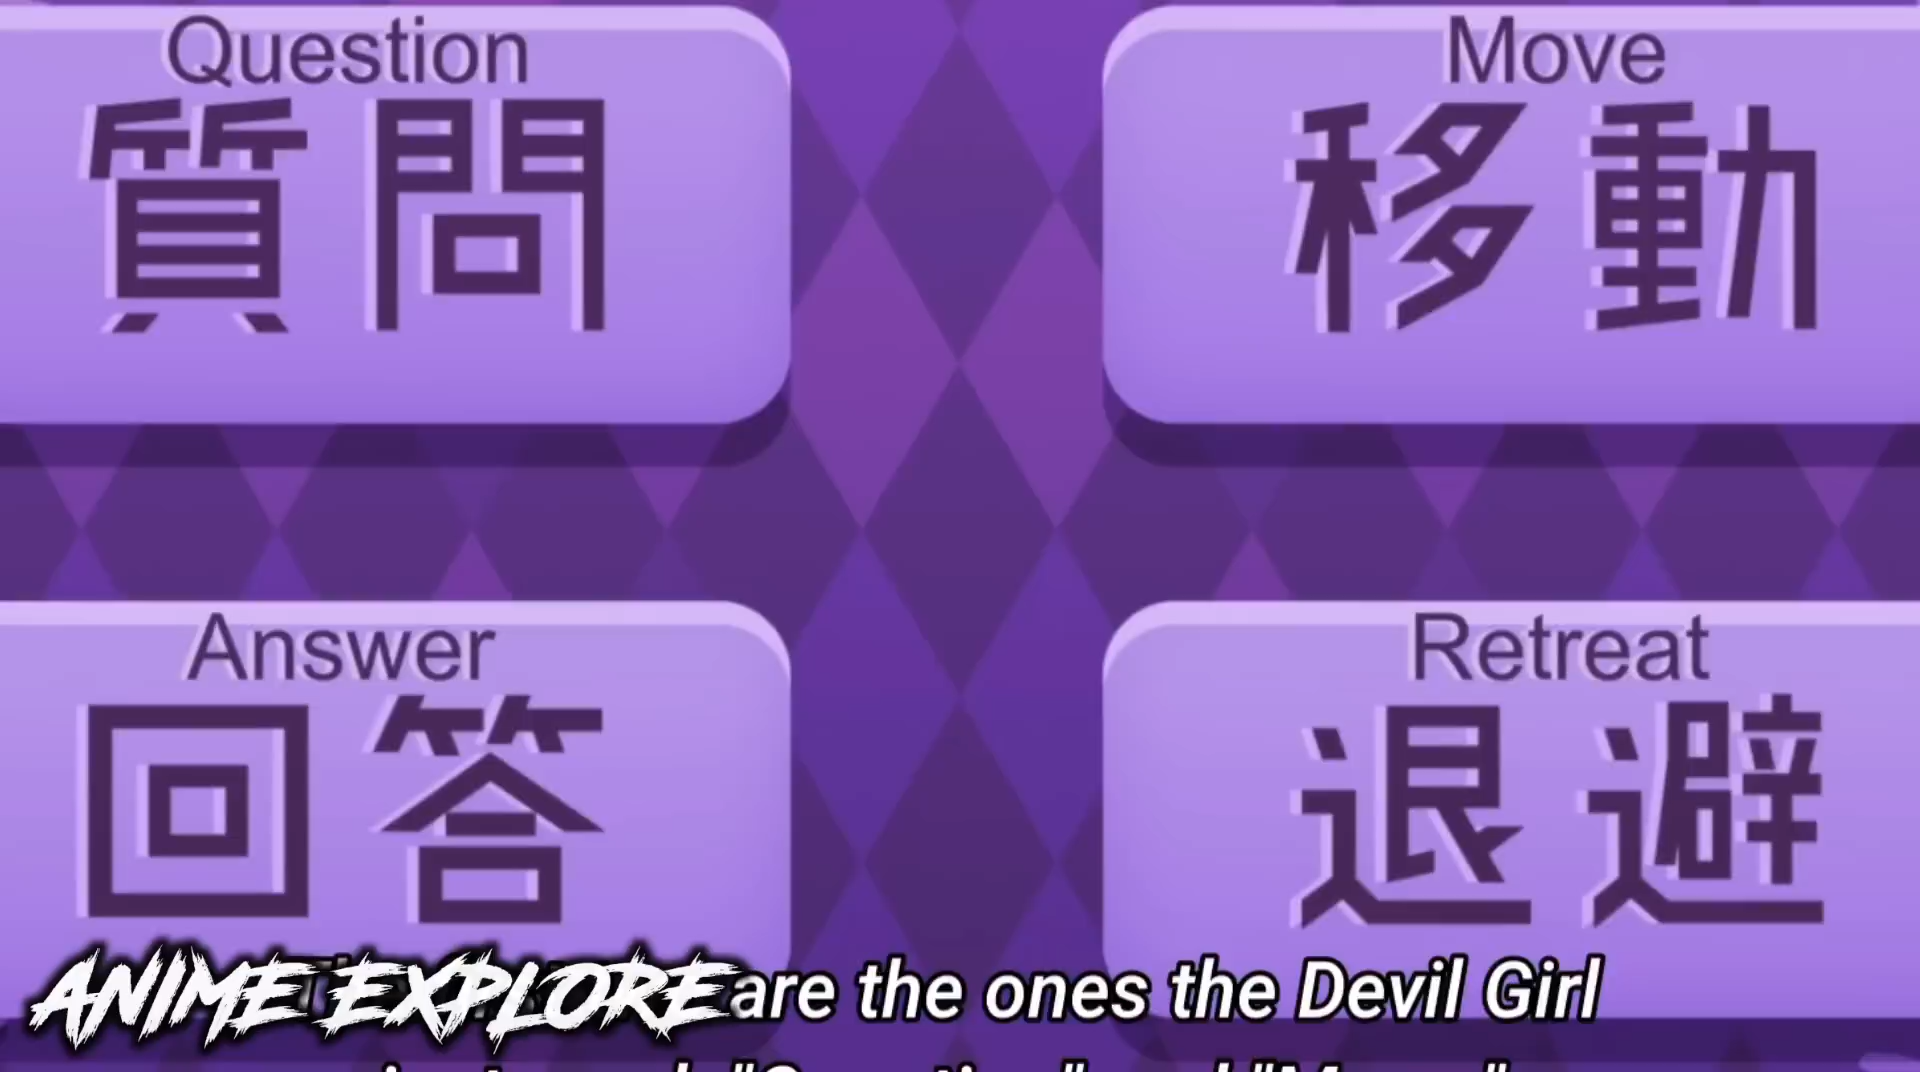 Question
質問
Move
移動
Answer
回答
Retreat
退避
ANIME EXPLORE
are the ones the Devil Girl